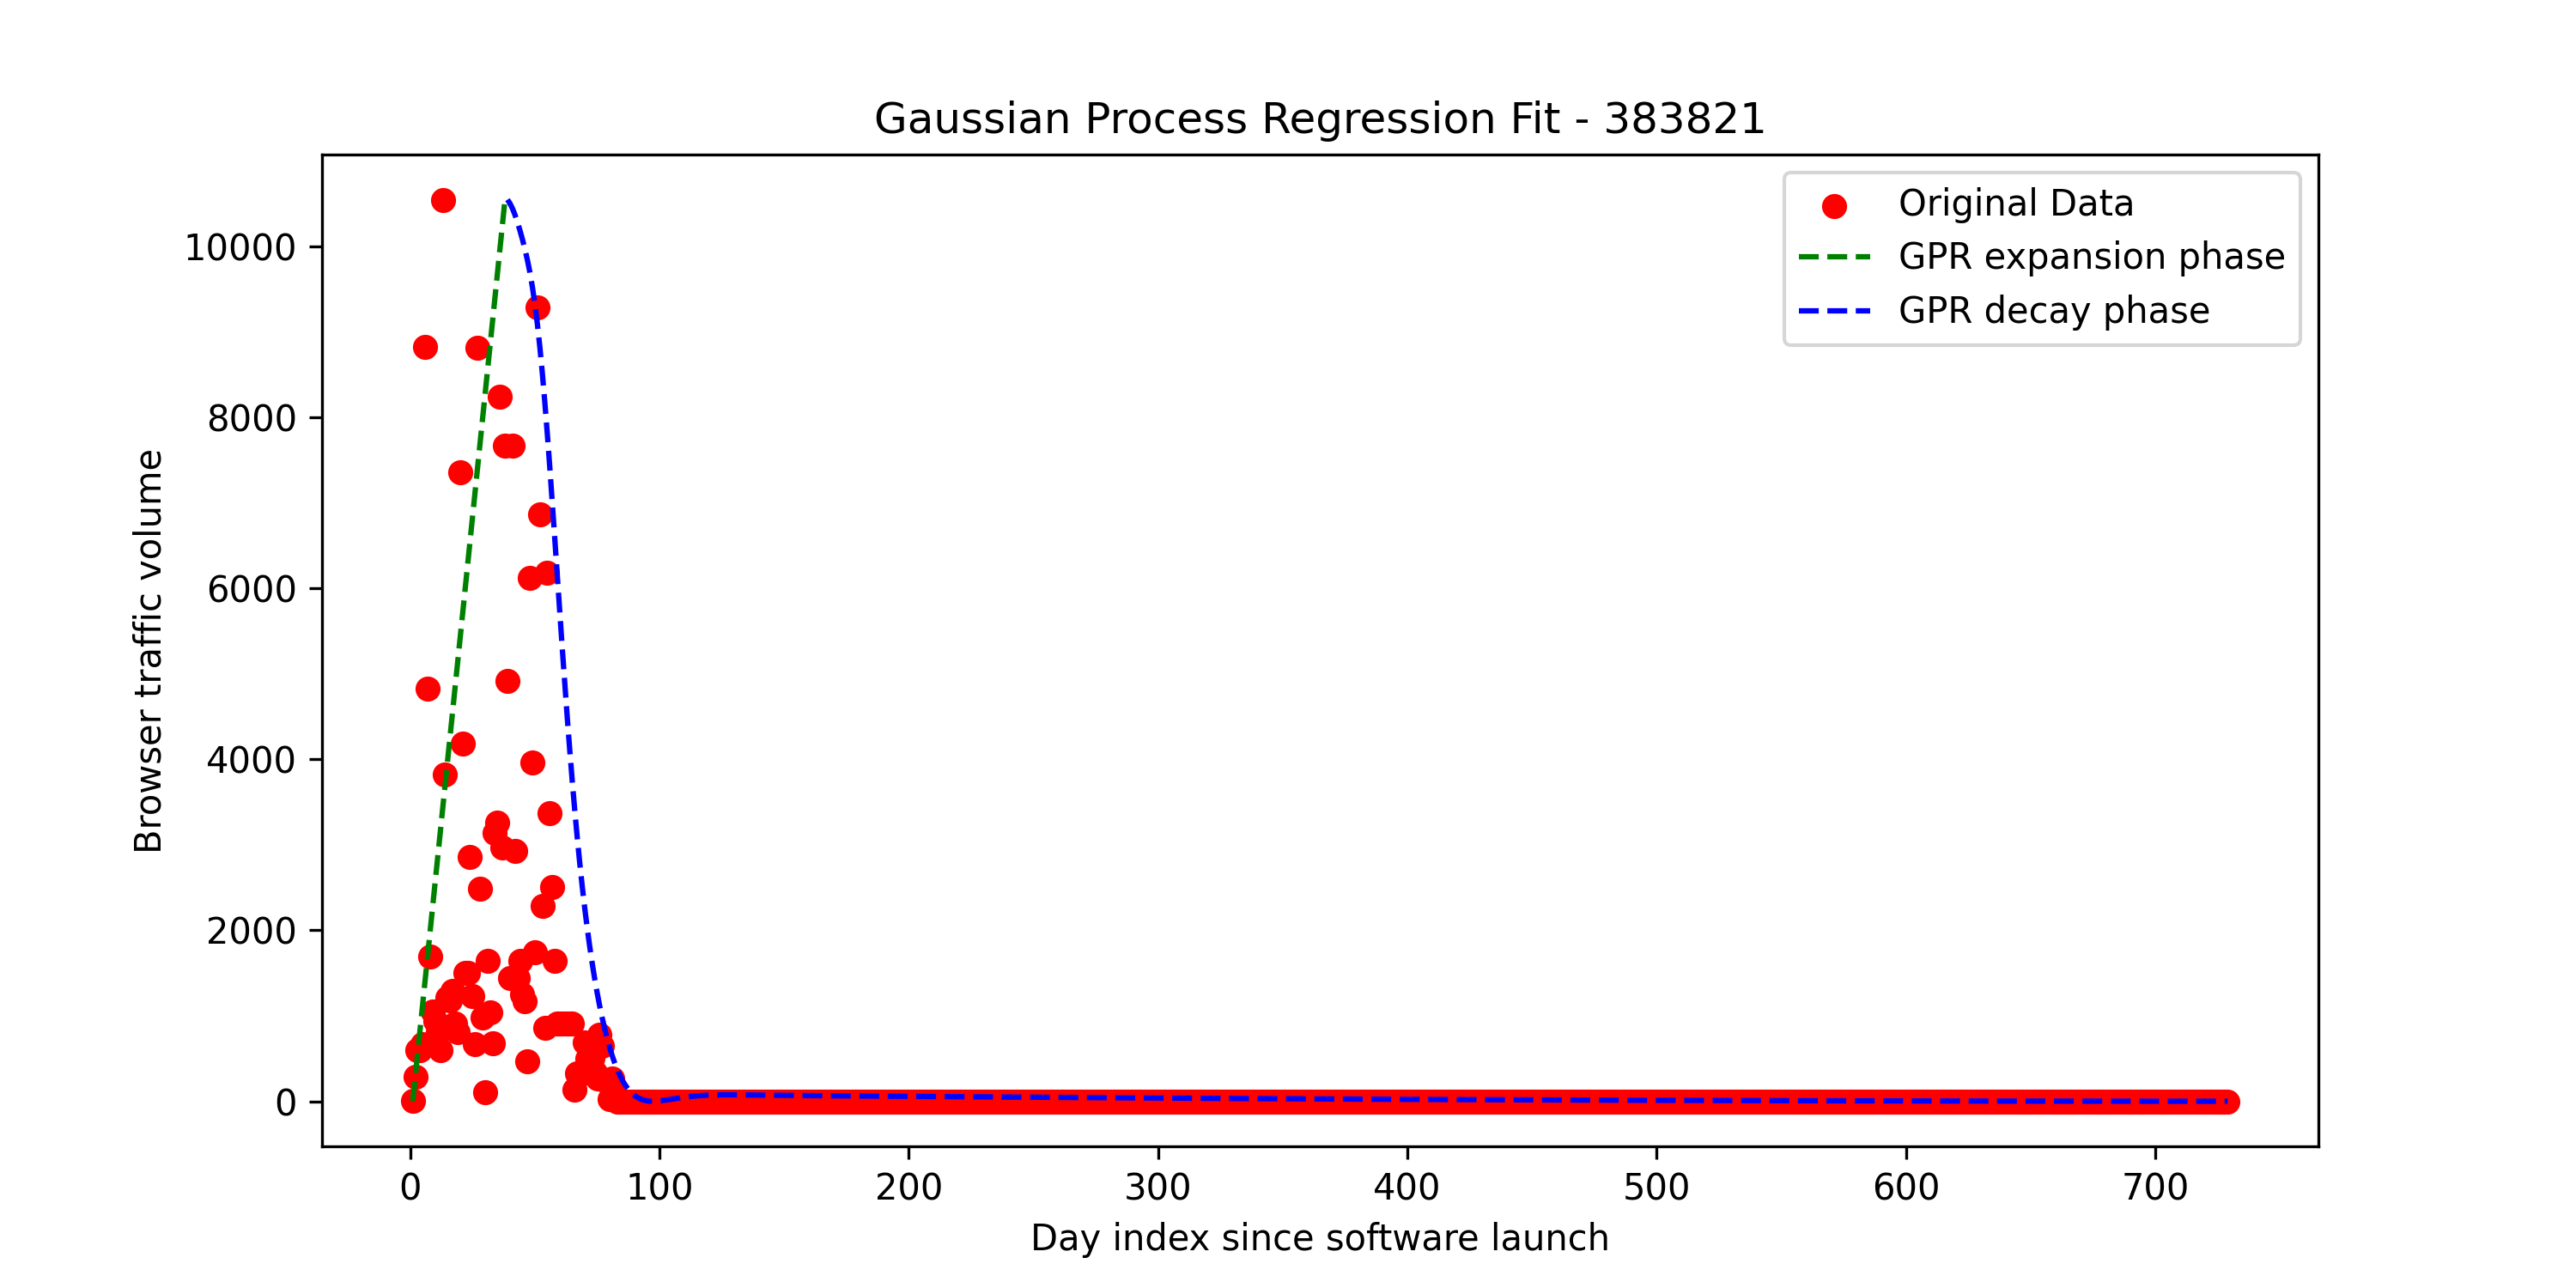 Gaussian Process Regression Fit - 383821
Original Data
GPR expansion phase
GPR decay phase
Browser traffic volume
10000
8000
6000
4000
2000
0
0 100 200 300 400 500 600 700
Day index since software launch